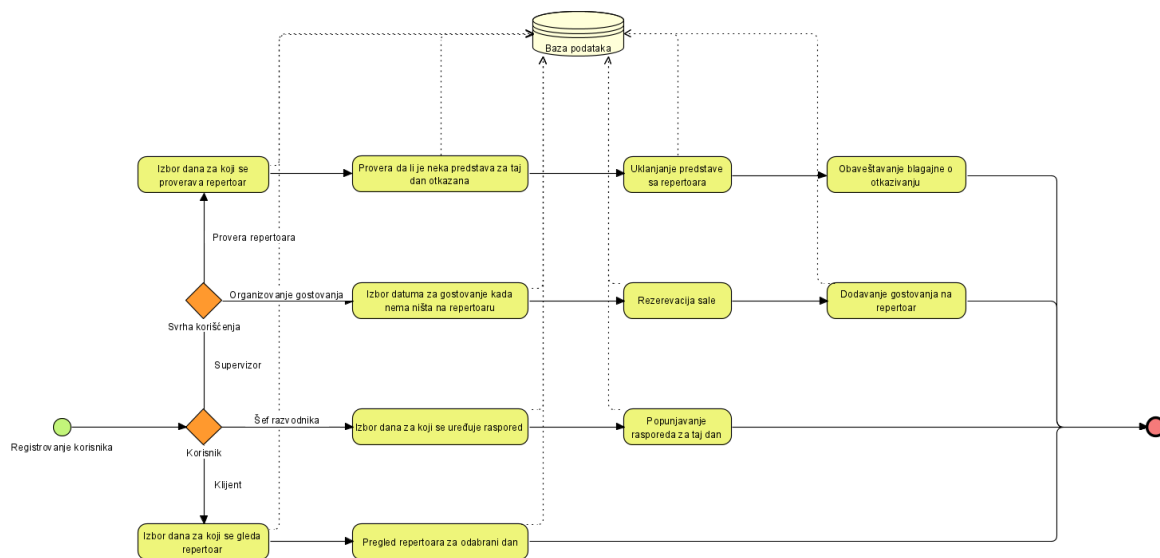 Baza podataka
Izbor dana za koji se
proverava repertoar
Provera da li je neka predstava za taj
dan otkazana
Uklanjanje predstave
sa repertoara
Obaveštavanje blagajne o
otkazivanju
Provera repertoara
Organizovanje gostovanja
Svrha korišćenja
Izbor datuma za gostovanje kada
nema ništa na repertoaru
Rezerevacija sale
Dodavanje gostovanja na
repertoar
Supervizor
Registrovanje korisnika
Šef razvodnika
Korisnik
Izbor dana za koji se uređuje raspored
Popunjavanje
rasporeda za taj dan
Klijent
Izbor dana za koji se gleda
repertoar
Pregled repertoara za odabrani dan